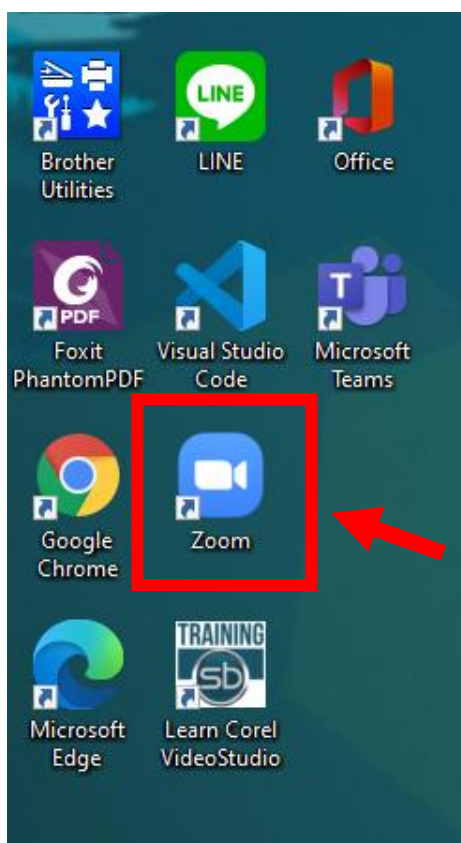 Brother
Utilities
LINE
LINE
Office
PDF
Foxit
PhantomPDF
Visual Studio
Code
T
Microsoft
Teams
Google
Chrome
Zoom
Microsoft
Edge
TRAINING
sb
Learn Corel
VideoStudio